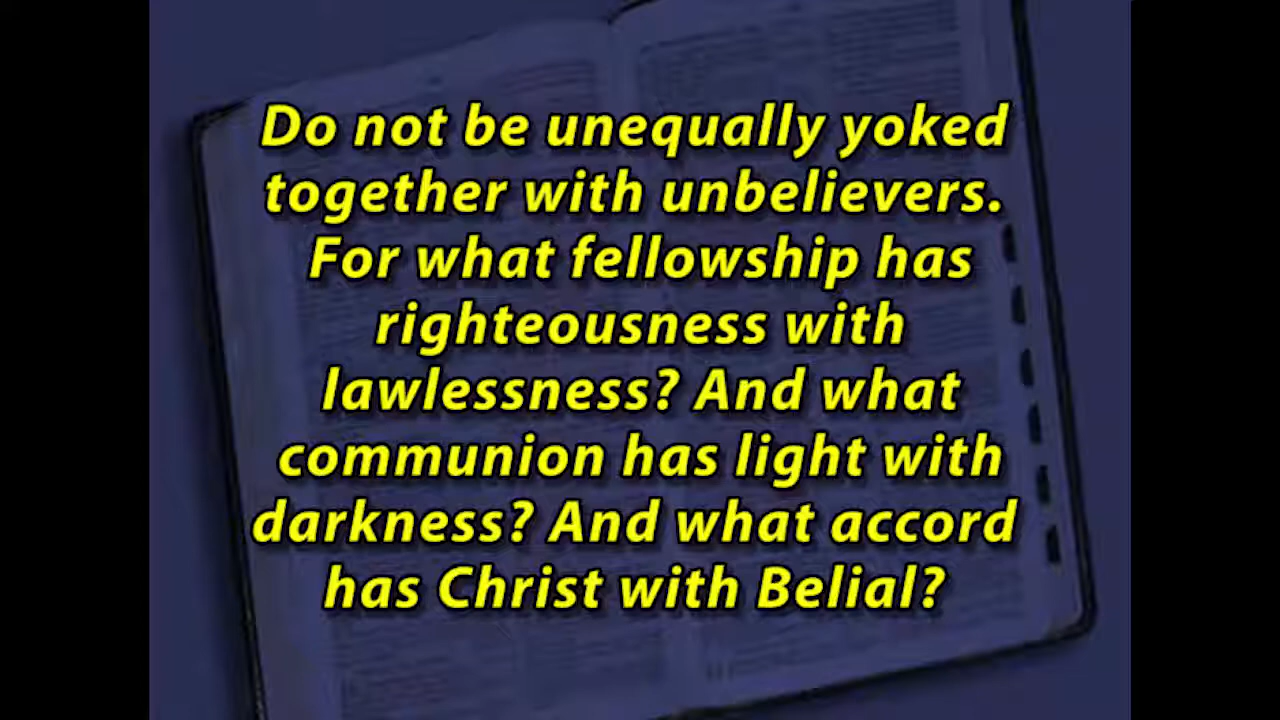 Do not be unequally yoked
together with unbelievers.
For what fellowship has
righteousness with
lawlessness? And what
communion has light with
darkness? And what accord
has Christ with Belial?